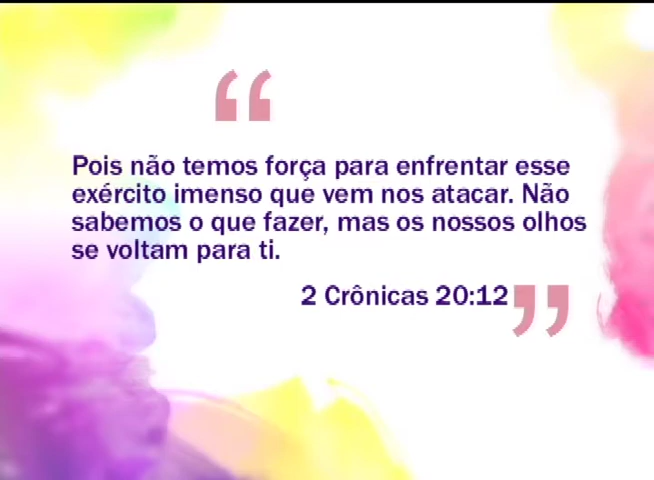 “
Pois não temos força para enfrentar esse
exército imenso que vem nos atacar. Não
sabemos o que fazer, mas os nossos olhos
se voltam para ti.
2 Crônicas 20:12”